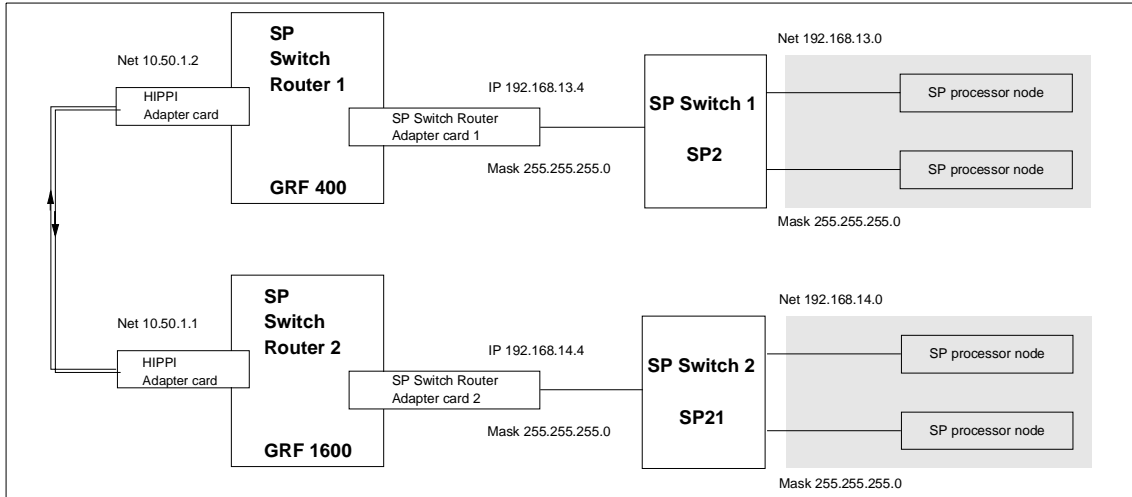 SP
Switch
Router 1
GRF 400
Net 10.50.1.2
HIPPI
Adapter card
SP Switch Router
Adapter card 1
IP 192.168.13.4
Mask 255.255.255.0
SP Switch 1
SP2
Net 192.168.13.0
SP processor node
SP processor node
Mask 255.255.255.0
SP
Switch
Router 2
GRF 1600
Net 10.50.1.1
HIPPI
Adapter card
SP Switch Router
Adapter card 2
IP 192.168.14.4
Mask 255.255.255.0
SP Switch 2
SP21
Net 192.168.14.0
SP processor node
SP processor node
Mask 255.255.255.0